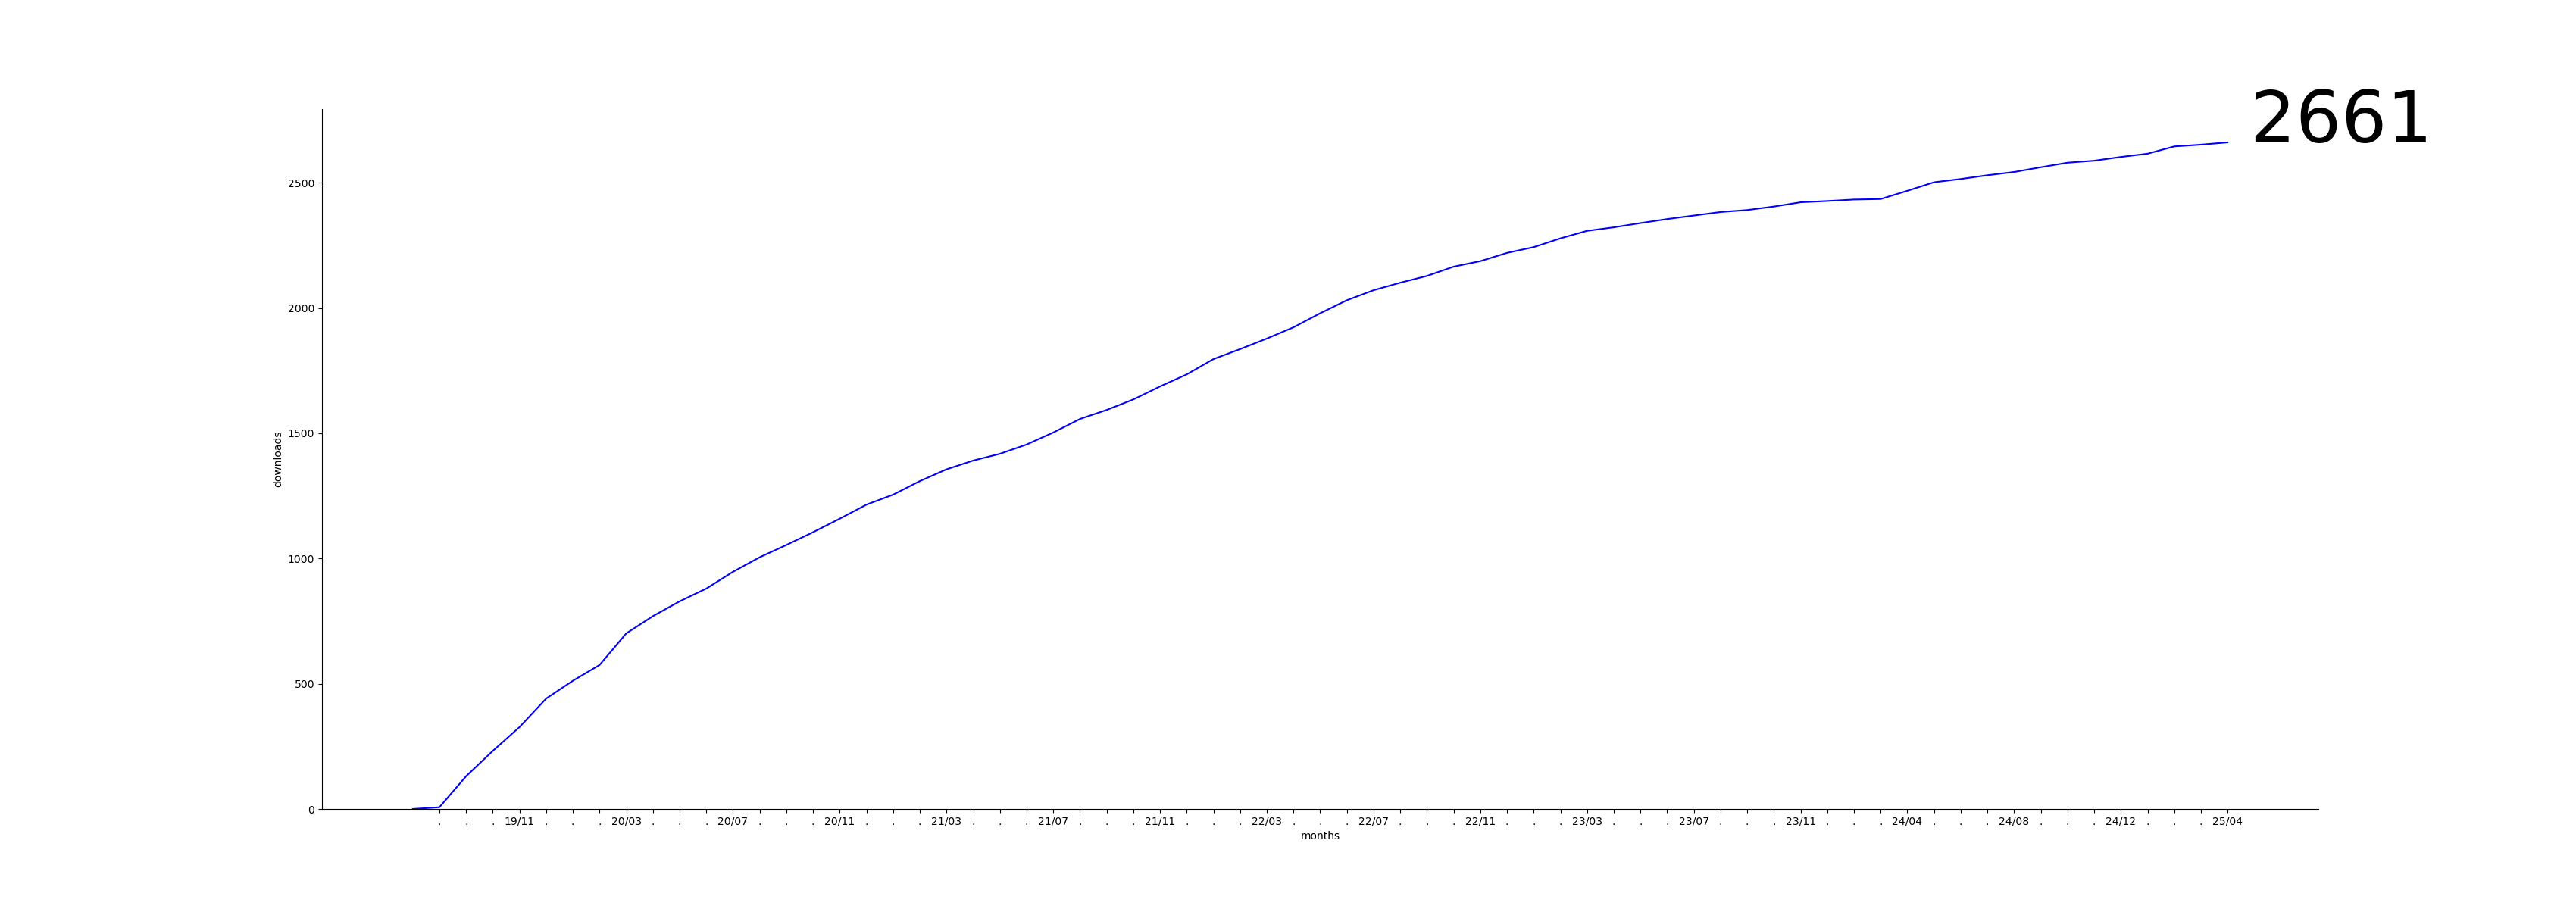 2661
2500
2000
1500
1000
500
0
downloads
. . . 19/11 . . . 20/03 . . . 20/07 . . . 20/11 . . . 21/03 . . . 21/07 . . . 21/11 . . . 22/03 . . . 22/07 . . . 22/11 . . . 23/03 . . . 23/07 . . . 23/11 . . . 24/04 . . . 24/08 . . . 24/12 . . . 25/04
months